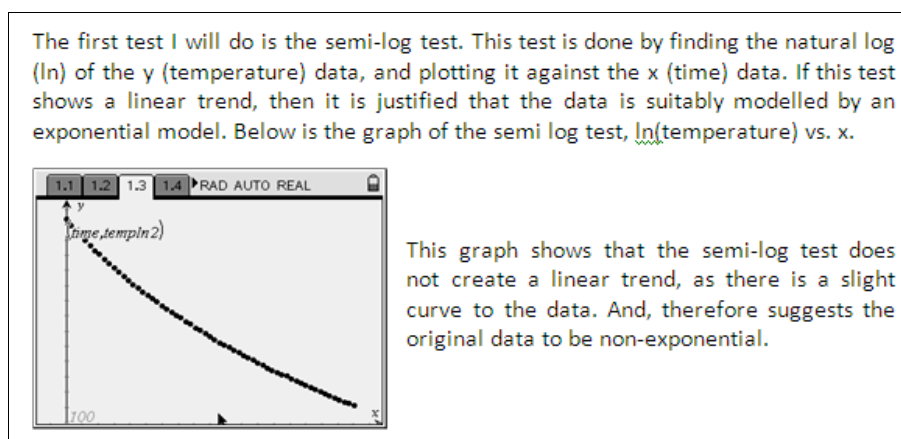 The first test I will do is the semi-log test. This test is done by finding the natural log
(ln) of the y (temperature) data, and plotting it against the x (time) data. If this test
shows a linear trend, then it is justified that the data is suitably modelled by an
exponential model. Below is the graph of the semi log test, ln(temperature) vs. x.
1.1 1.2 1.3 1.4 RAD AUTO REAL
y
(time,templn2)
100
x
This graph shows that the semi-log test does
not create a linear trend, as there is a slight
curve to the data. And, therefore suggests the
original data to be non-exponential.